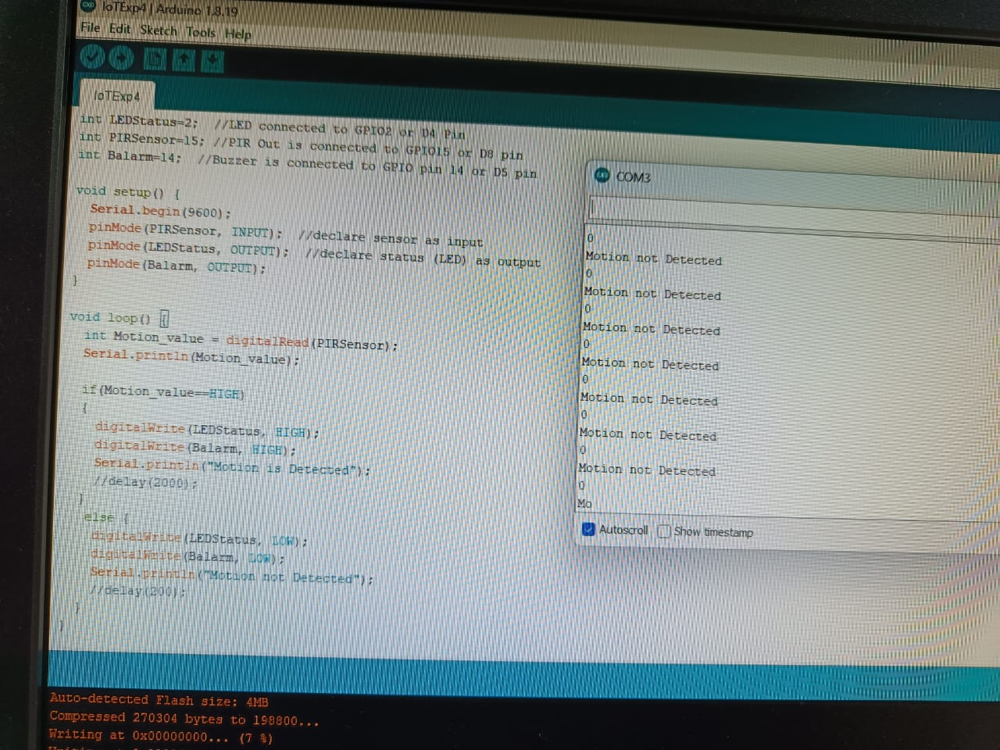 IoTExp4 | Arduino 1.8.19
File Edit Sketch Tools Help
IoTExp4
int LEDStatus=2;  //LED connected to GPIO2 or D4 Pin
int PIRSensor=15; //PIR Out is connected to GPIO15 or D8 pin
int Balarm=14;  //Buzzer is connected to GPIO pin 14 or D5 pin
void setup() {
Serial.begin(9600);
pinMode(PIRSensor, INPUT);  //declare sensor as input
pinMode(LEDStatus, OUTPUT);  //declare status (LED) as output
pinMode(Balarm, OUTPUT);
}
void loop() {
int Motion_value = digitalRead(PIRSensor);
Serial.println(Motion_value);
if(Motion_value==HIGH)
{
digitalWrite(LEDStatus, HIGH);
digitalWrite(Balarm, HIGH);
Serial.println("Motion is Detected");
//delay(2000);
}
else {
digitalWrite(LEDStatus, LOW);
digitalWrite(Balarm, LOW);
Serial.println("Motion not Detected");
//delay(200);
}
}
COM3
0
Motion not Detected
0
Motion not Detected
0
Motion not Detected
0
Motion not Detected
0
Motion not Detected
0
Motion not Detected
0
Motion not Detected
0
Mo
Autoscroll Show timestamp
Auto-detected Flash size: 4MB
Compressed 270304 bytes to 198800...
Writing at 0x00000000... (7 %)